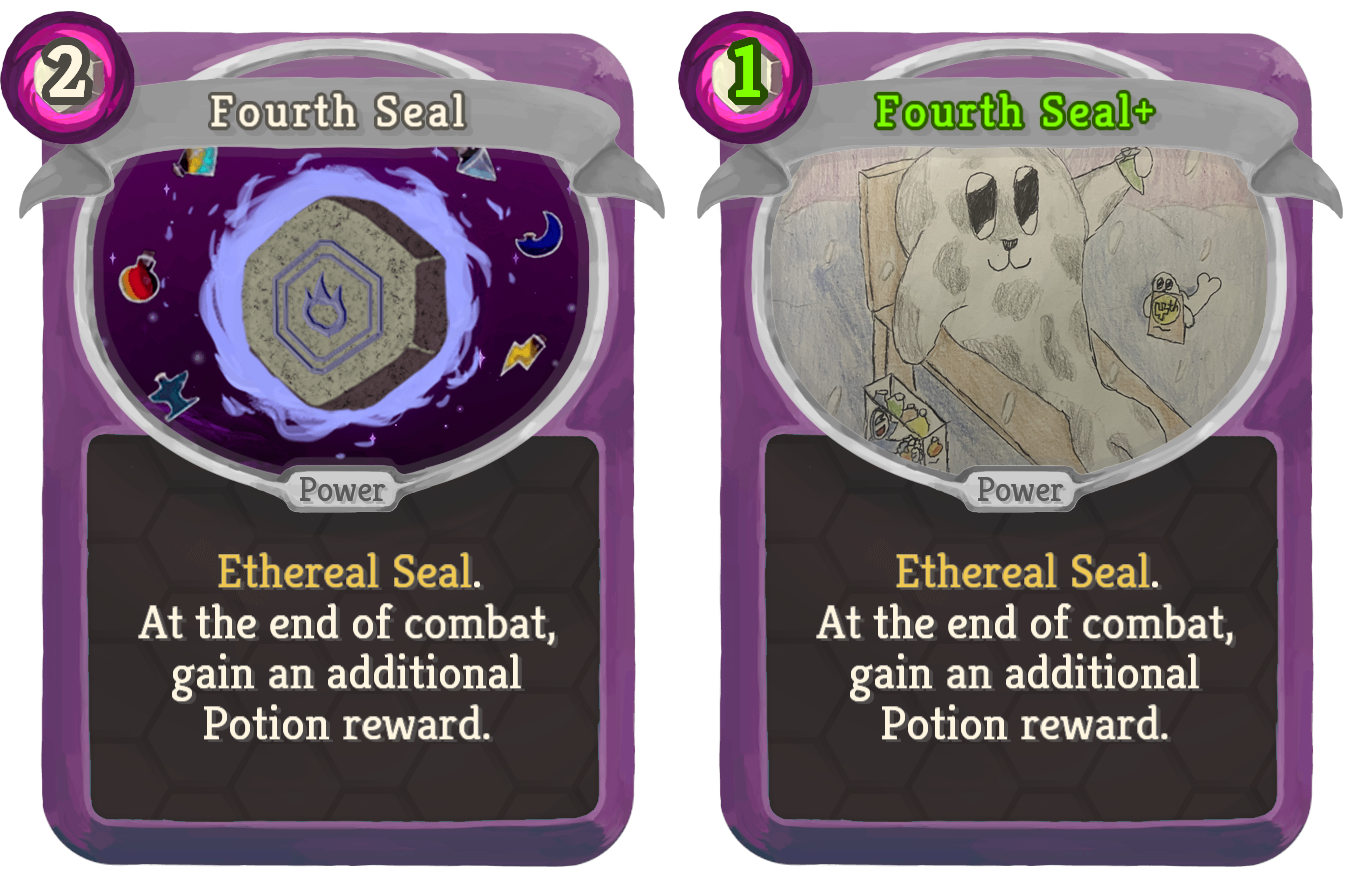 2
Fourth Seal
Power
Ethereal Seal.
At the end of combat,
gain an additional
Potion reward.
1
Fourth Seal+
4th
Power
Ethereal Seal.
At the end of combat,
gain an additional
Potion reward.